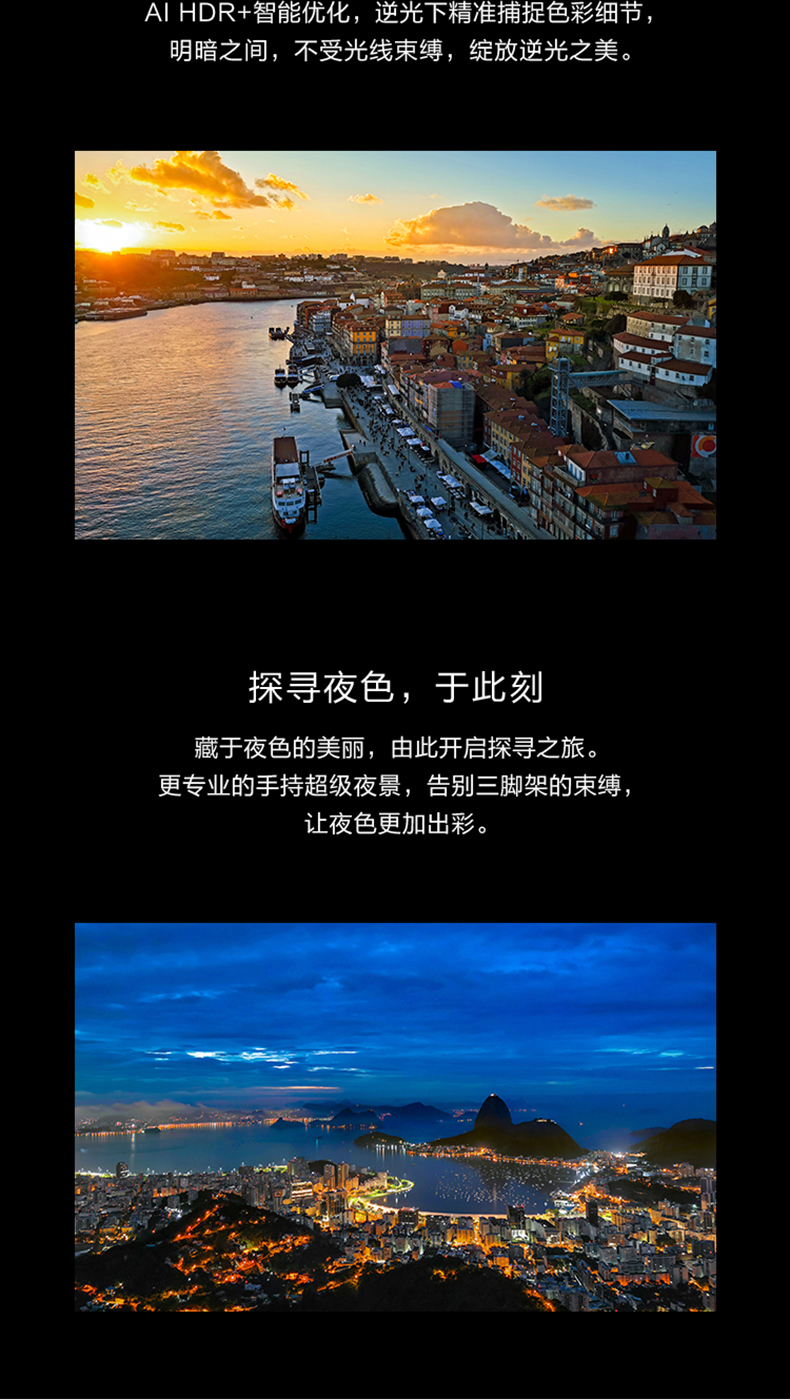 AI HDR+智能优化，逆光下精准捕捉色彩细节，
明暗之间，不受光线束缚，绽放逆光之美。
探寻夜色，于此刻
藏于夜色的美丽，由此开启探寻之旅。
更专业的手持超级夜景，告别三脚架的束缚，
让夜色更加出彩。